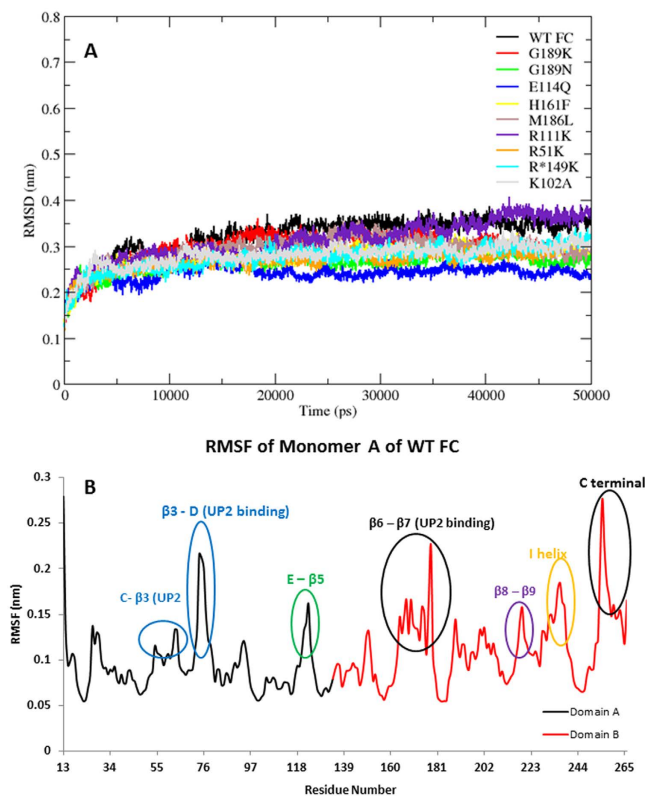 0.8
0.7
0.6
0.5
0.4
0.3
0.2
0.1
0
RMSD (nm)
A
WT FC
G189K
G189N
E114Q
H161F
M186L
R111K
R51K
R*149K
K102A
0 10000 20000 30000 40000 50000
Time (ps)
RMSF of Monomer A of WT FC
0.3
0.25
0.2
0.15
0.1
0.05
0
RMSF (nm)
B
β3 - D (UP2 binding)
C- β3 (UP2
E – β5
β6 – β7 (UP2 binding)
β8 – β9
I helix
C terminal
Domain A
Domain B
13 34 55 76 97 118 139 160 181 202 223 244 265
Residue Number